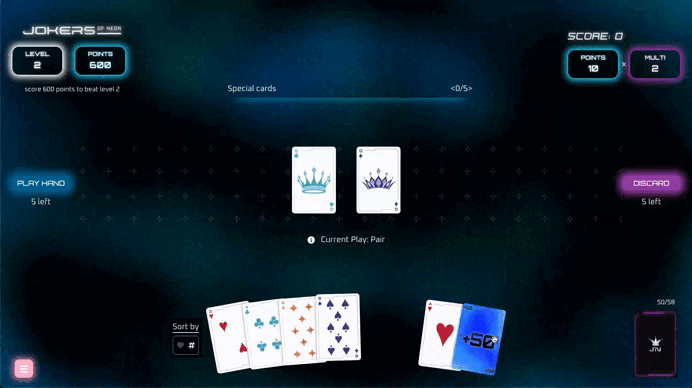 JOKERS OF NEON
LEVEL
2
POINTS
600
score 600 points to beat level 2
SCORE: 0
POINTS
10
x
MULTI
2
Special cards
<0/5>
PLAY HAND
5 left
DISCARD
5 left
Current Play: Pair
Sort by
#
+50
50/58
JN